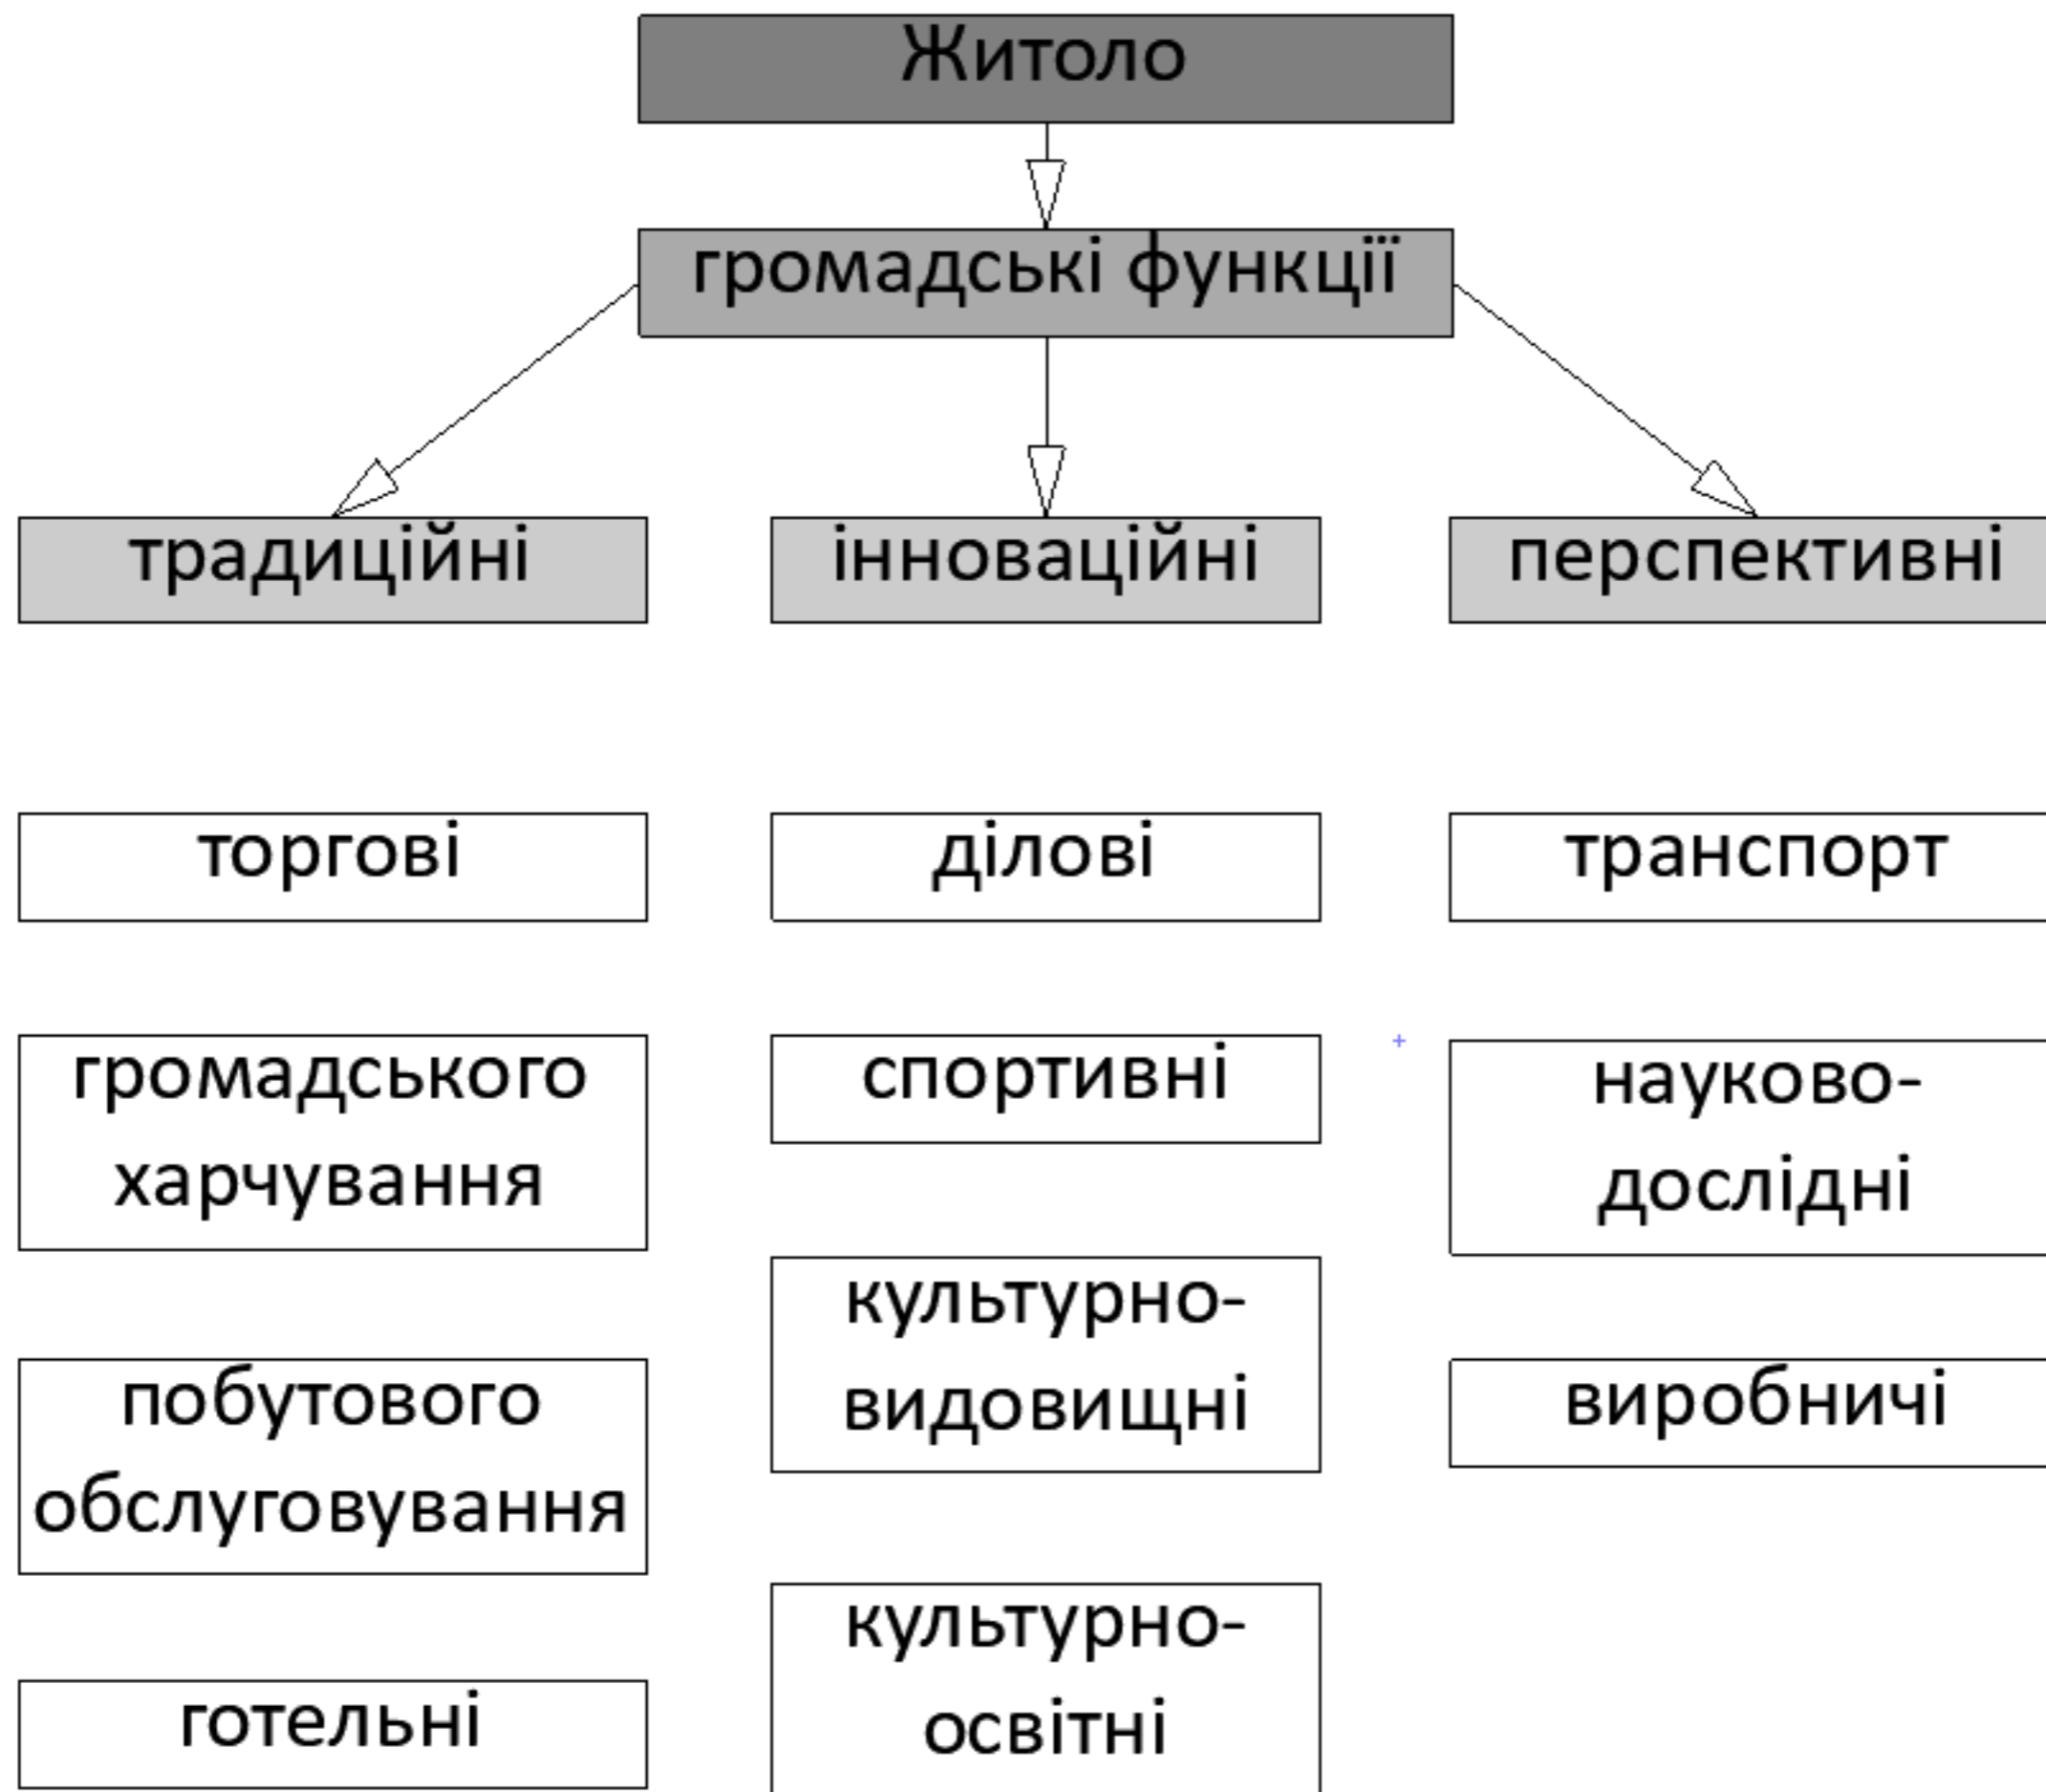 Житоло
громадські функції
традиційні
інноваційні
перспективні
торгові
ділові
транспорт
громадського
харчування
спортивні
науково-
дослідні
культурно-
видовищні
побутового
обслуговування
виробничі
культурно-
освітні
готельні